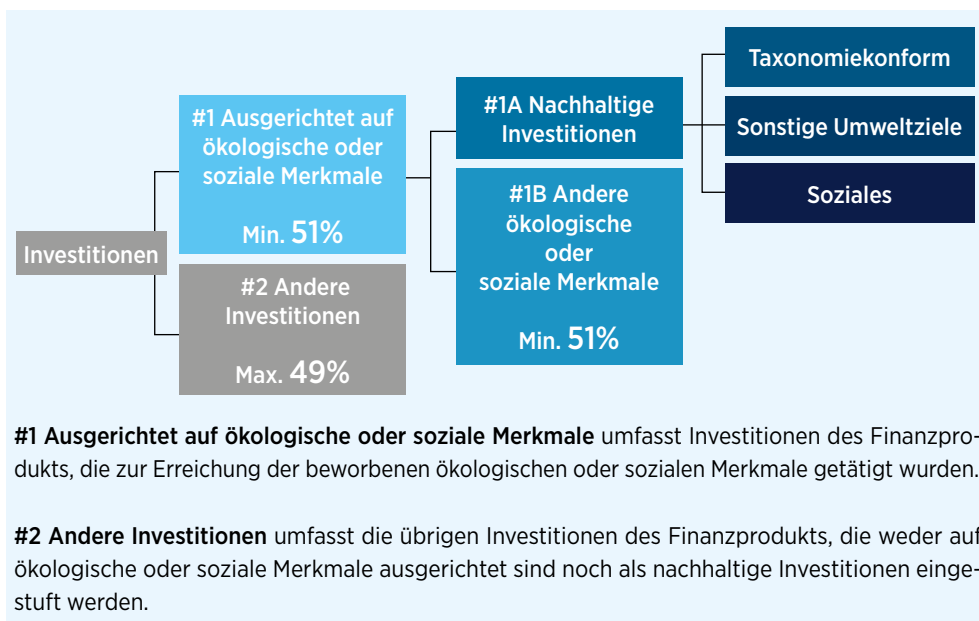 Investitionen
#1 Ausgerichtet auf
ökologische oder
soziale Merkmale
Min. 51%
#2 Andere
Investitionen
Max. 49%
#1A Nachhaltige
Investitionen
#1B Andere
ökologische
oder
soziale Merkmale
Min. 51%
Taxonomiekonform
Sonstige Umweltziele
Soziales
#1 Ausgerichtet auf ökologische oder soziale Merkmale umfasst Investitionen des Finanzpro-
dukts, die zur Erreichung der beworbenen ökologischen oder sozialen Merkmale getätigt wurden.
#2 Andere Investitionen umfasst die übrigen Investitionen des Finanzprodukts, die weder auf
ökologische oder soziale Merkmale ausgerichtet sind noch als nachhaltige Investitionen einge-
stuft werden.